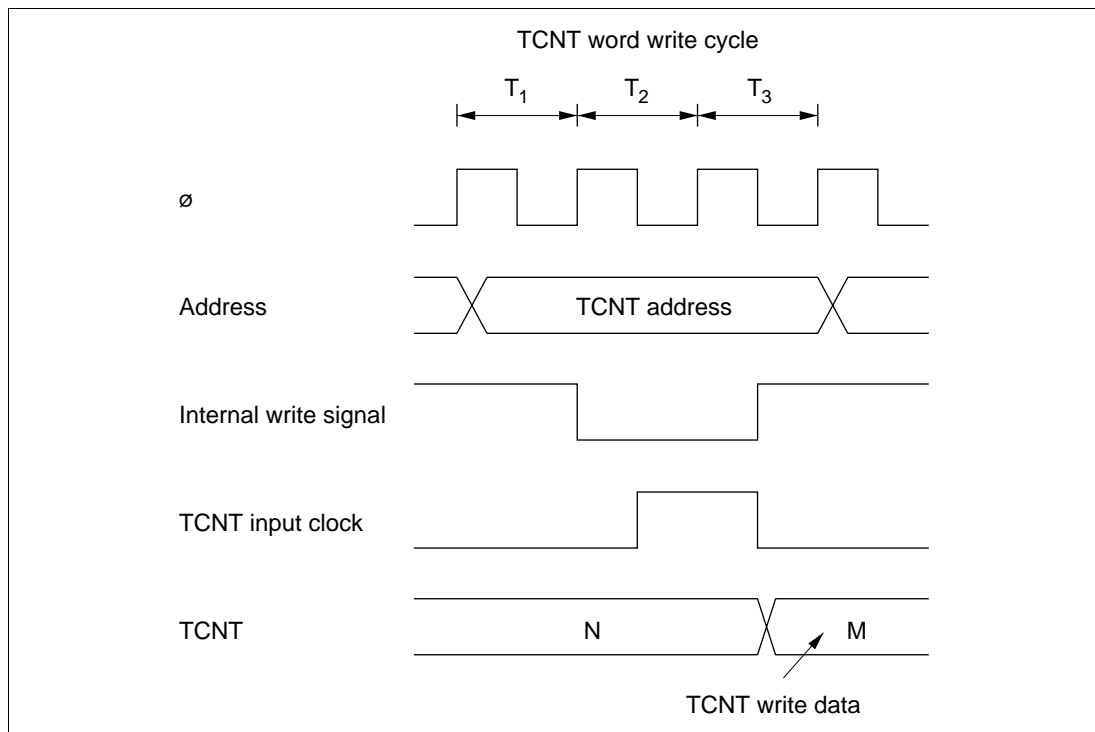 TCNT word write cycle
T1 T2 T3
ø
Address TCNT address
Internal write signal
TCNT input clock
TCNT N M
TCNT write data